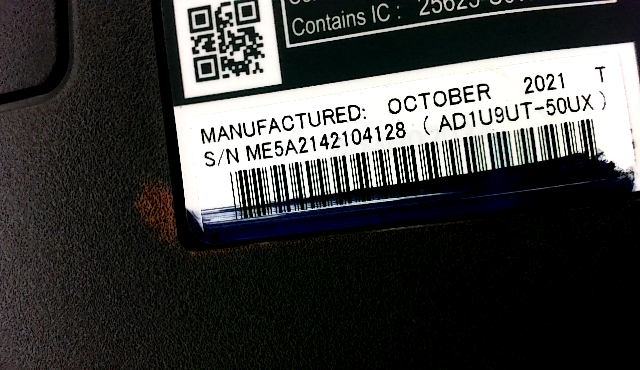 Contains IC :
MANUFACTURED: OCTOBER 2021 T
S/N ME5A2142104128 ( AD1U9UT-50UX )